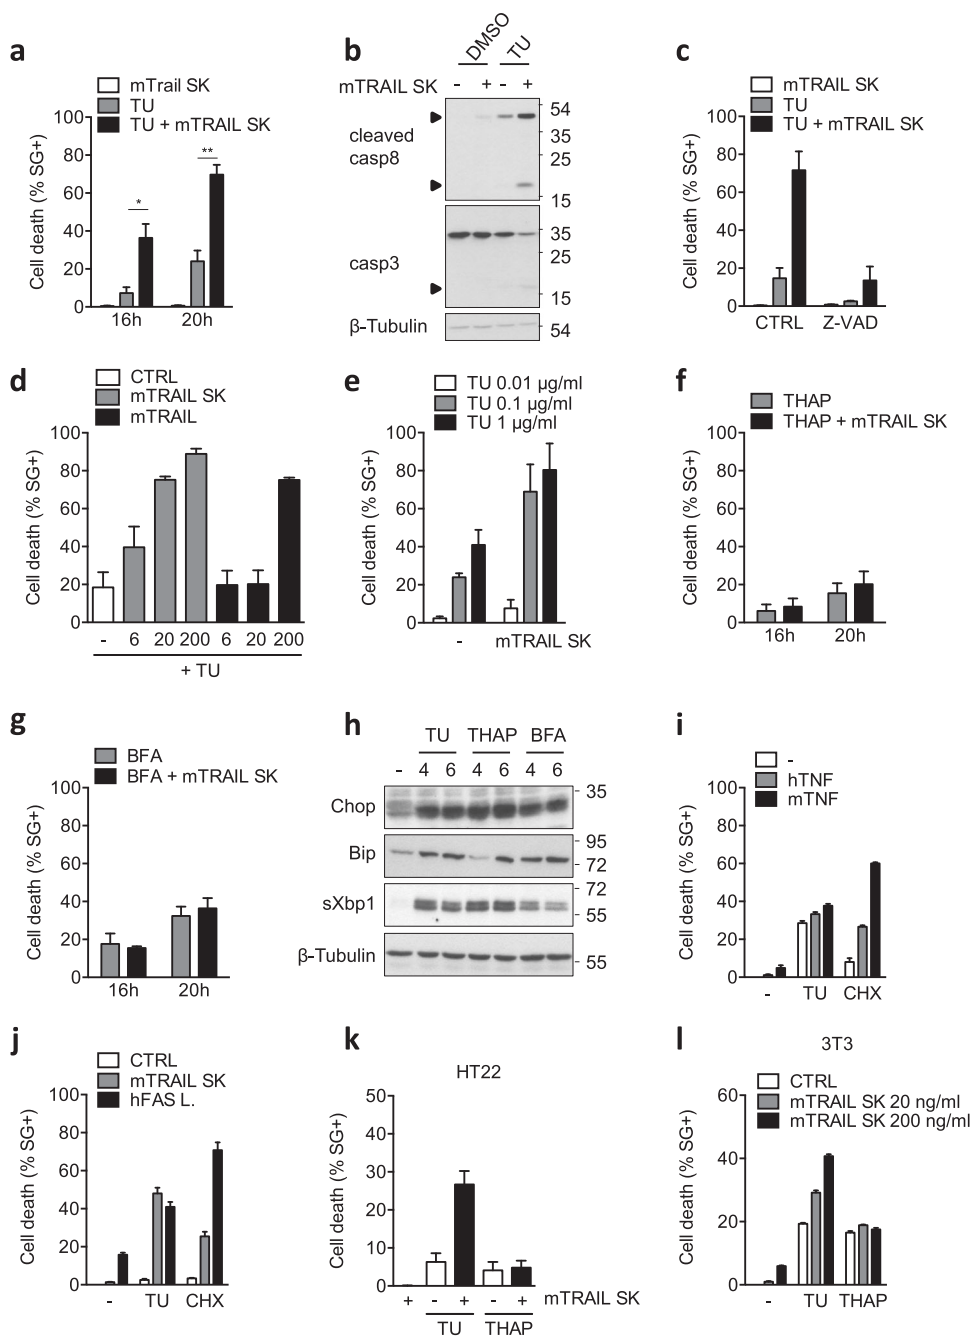 a
mTrail SK
TU
TU + mTRAIL SK
Cell death (% SG+)
100
80
60
40
20
0
*
**
16h
20h
b
DMSO
TU
mTRAIL SK - + - +
cleaved
casp8
54
35
25
15
casp3
35
25
15
β-Tubulin
54
c
mTRAIL SK
TU
TU + mTRAIL SK
Cell death (% SG+)
100
80
60
40
20
0
CTRL
Z-VAD
d
CTRL
mTRAIL SK
mTRAIL
Cell death (% SG+)
100
80
60
40
20
0
- 6 20 200 6 20 200
+ TU
e
TU 0.01 µg/ml
TU 0.1 µg/ml
TU 1 µg/ml
Cell death (% SG+)
100
80
60
40
20
0
-
mTRAIL SK
f
THAP
THAP + mTRAIL SK
Cell death (% SG+)
100
80
60
40
20
0
16h
20h
g
BFA
BFA + mTRAIL SK
Cell death (% SG+)
100
80
60
40
20
0
16h
20h
h
TU THAP BFA
- 4 6 4 6 4 6
Chop
35
Bip
95
72
sXbp1
72
55
β-Tubulin
55
i
-
hTNF
mTNF
Cell death (% SG+)
100
80
60
40
20
0
- TU CHX
j
CTRL
mTRAIL SK
hFAS L.
Cell death (% SG+)
100
80
60
40
20
0
- TU CHX
k
HT22
Cell death (% SG+)
50
40
30
20
10
0
+ - + - + mTRAIL SK
TU THAP
l
3T3
CTRL
mTRAIL SK 20 ng/ml
mTRAIL SK 200 ng/ml
Cell death (% SG+)
60
40
20
0
- TU THAP